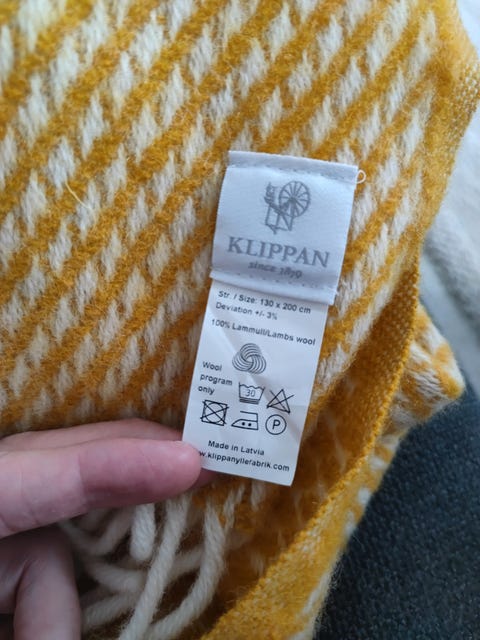 KLIPPAN
since 1879
Str. / Size: 130 x 200 cm
Deviation +/- 3%
100% Lammull/Lambs wool
Wool
program
only
30
P
Made in Latvia
w.klippanyllefabrik.com